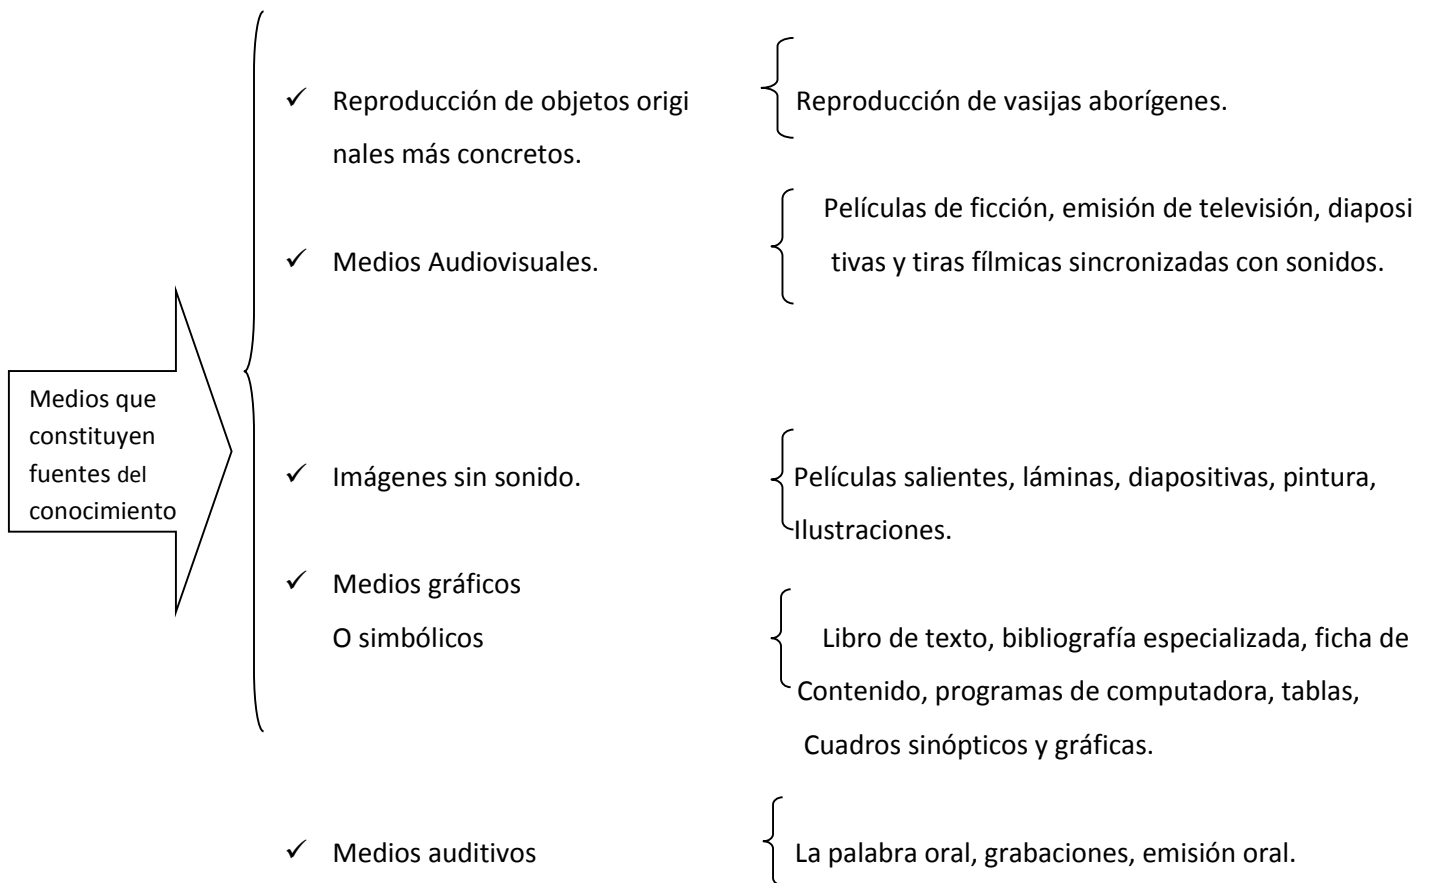 ✓ Reproducción de objetos origi
nales más concretos.
Reproducción de vasijas aborígenes.
✓ Medios Audiovisuales.
Películas de ficción, emisión de televisión, diaposi
tivas y tiras fílmicas sincronizadas con sonidos.
Medios que
constituyen
fuentes del
conocimiento
✓ Imágenes sin sonido.
Películas salientes, láminas, diapositivas, pintura,
Ilustraciones.
✓ Medios gráficos
O simbólicos
Libro de texto, bibliografía especializada, ficha de
Contenido, programas de computadora, tablas,
Cuadros sinópticos y gráficas.
✓ Medios auditivos
La palabra oral, grabaciones, emisión oral.